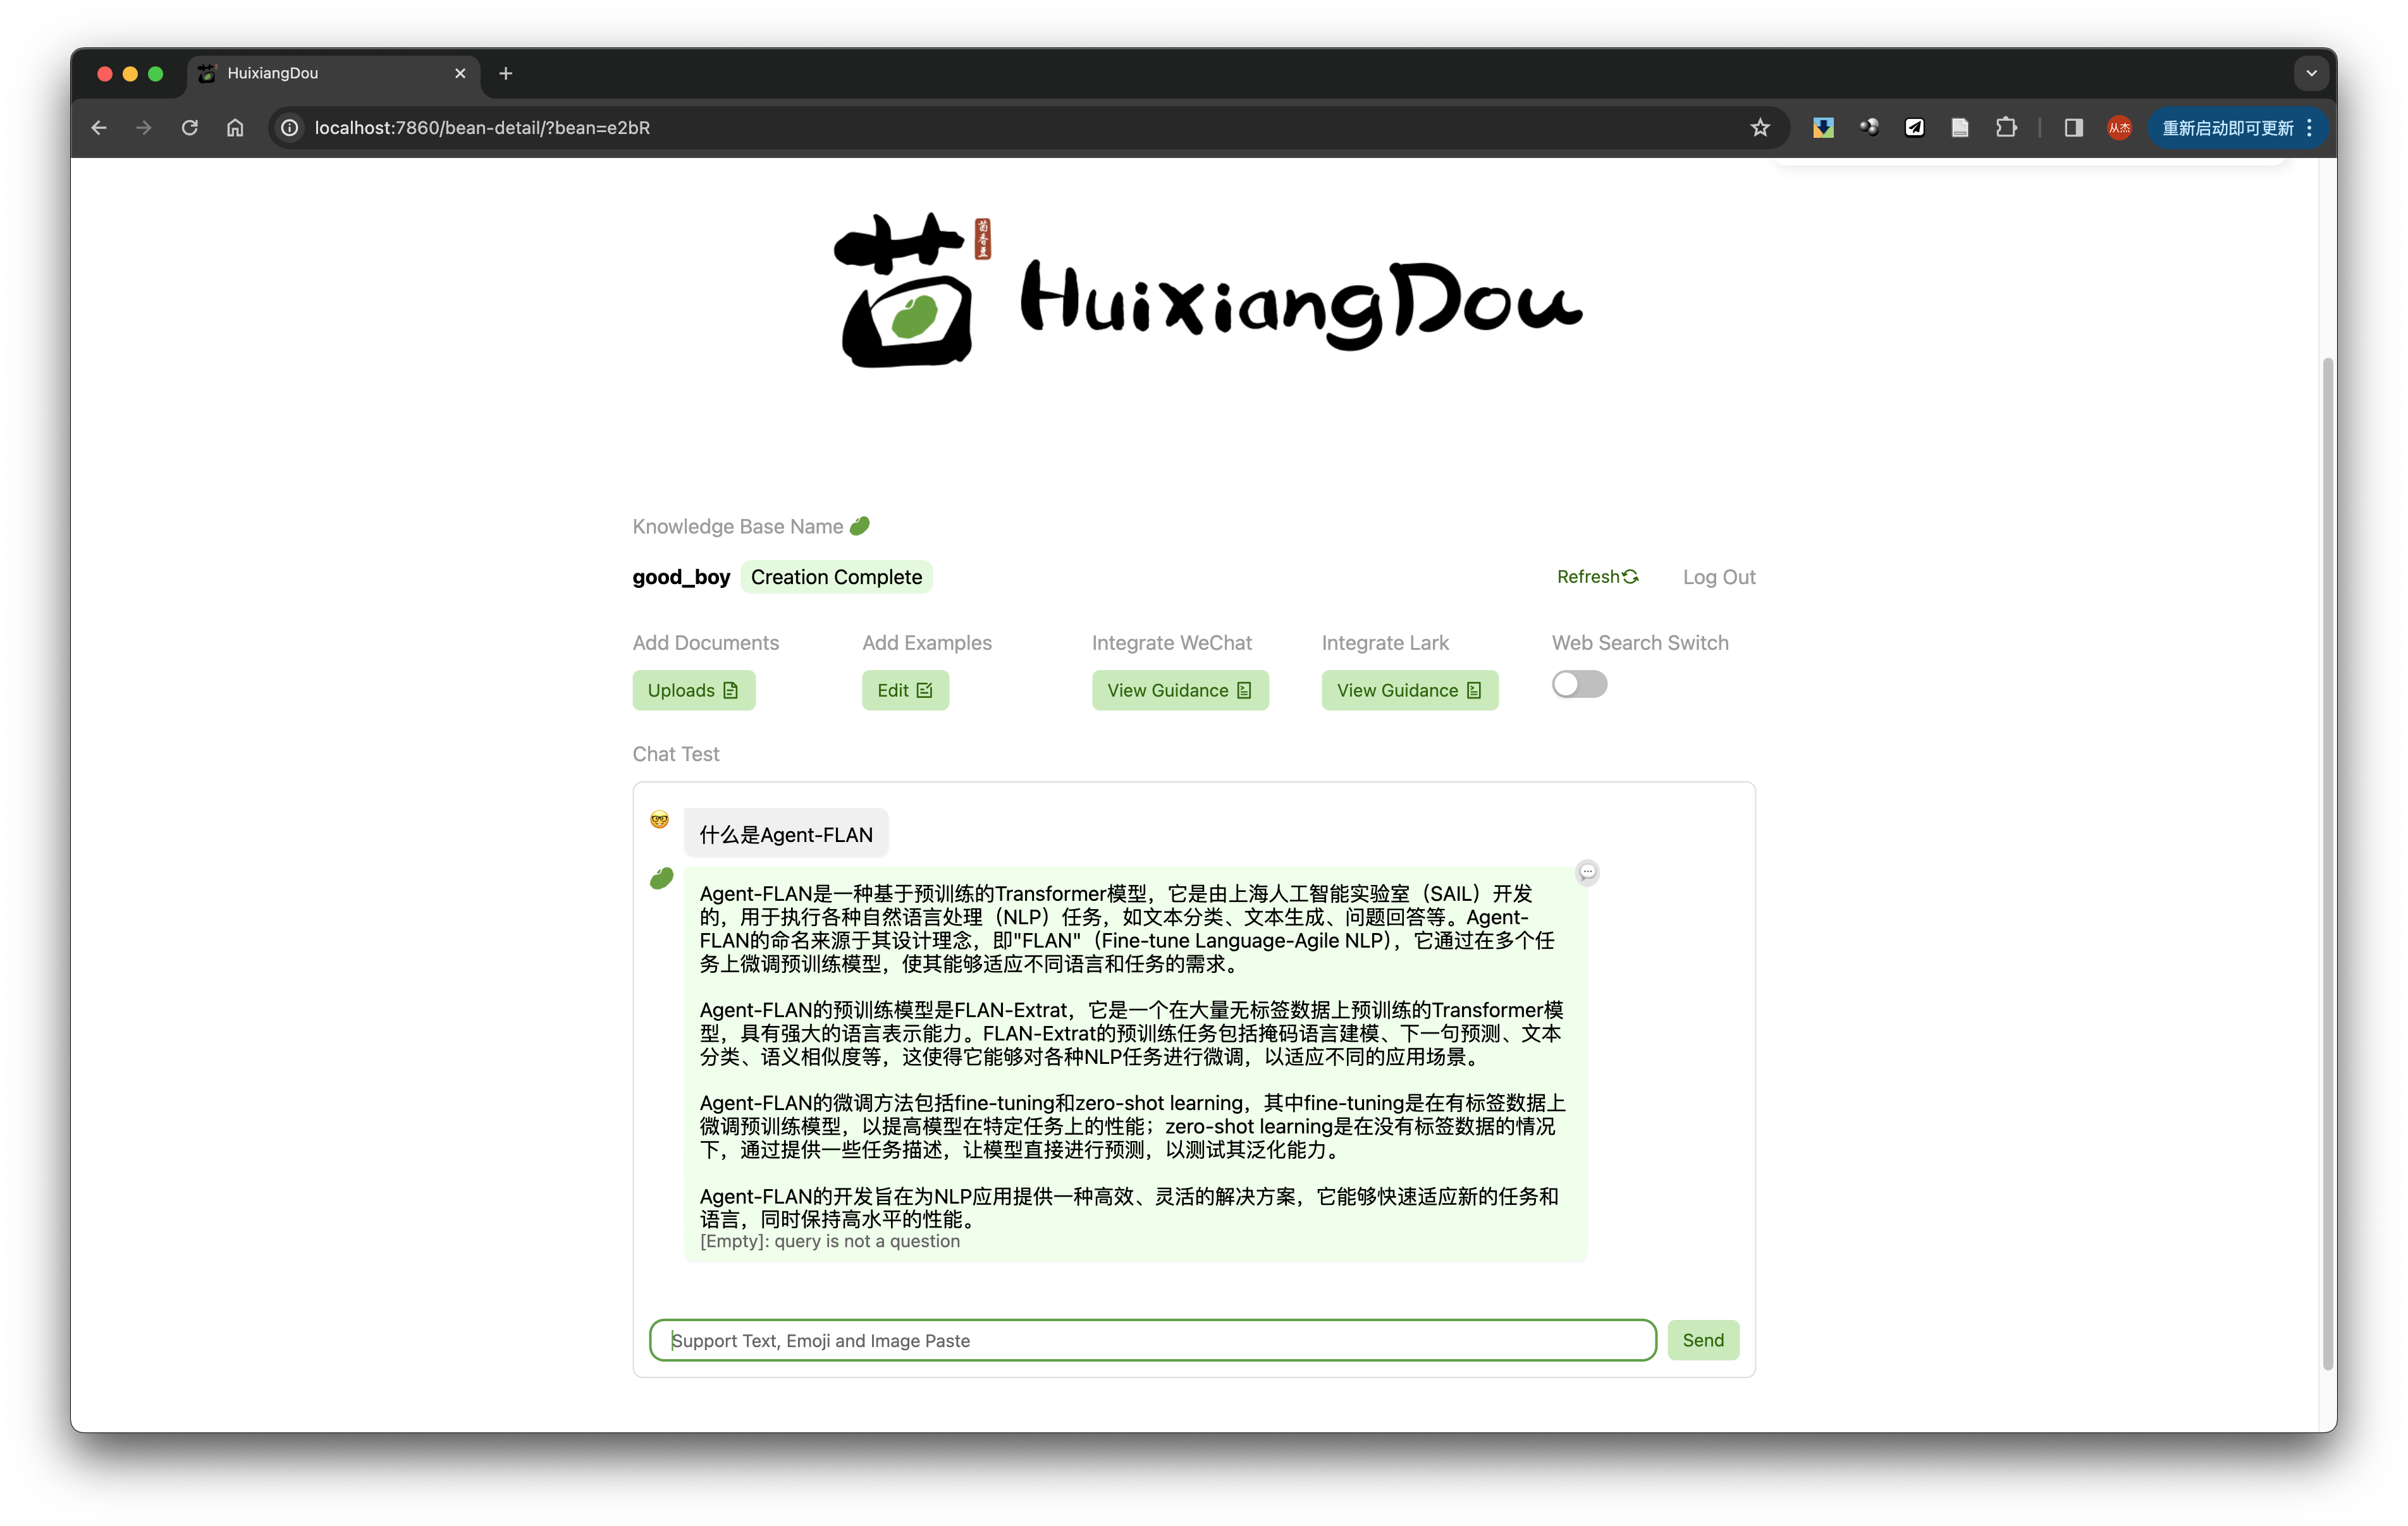 HuixiangDou
localhost:7860/bean-detail/?bean=e2bR
从杰
重新启动即可更新
茴香豆
HuixiangDou
Knowledge Base Name
good_boy Creation Complete
Refresh Log Out
Add Documents Add Examples Integrate WeChat Integrate Lark Web Search Switch
Uploads Edit View Guidance View Guidance
Chat Test
什么是Agent-FLAN
Agent-FLAN是一种基于预训练的Transformer模型，它是由上海人工智能实验室（SAIL）开发
的，用于执行各种自然语言处理（NLP）任务，如文本分类、文本生成、问题回答等。Agent-
FLAN的命名来源于其设计理念，即"FLAN"（Fine-tune Language-Agile NLP），它通过在多个任
务上微调预训练模型，使其能够适应不同语言和任务的需求。
Agent-FLAN的预训练模型是FLAN-Extrat，它是一个在大量无标签数据上预训练的Transformer模
型，具有强大的语言表示能力。FLAN-Extrat的预训练任务包括掩码语言建模、下一句预测、文本
分类、语义相似度等，这使得它能够对各种NLP任务进行微调，以适应不同的应用场景。
Agent-FLAN的微调方法包括fine-tuning和zero-shot learning，其中fine-tuning是在有标签数据上
微调预训练模型，以提高模型在特定任务上的性能；zero-shot learning是在没有标签数据的情况
下，通过提供一些任务描述，让模型直接进行预测，以测试其泛化能力。
Agent-FLAN的开发旨在为NLP应用提供一种高效、灵活的解决方案，它能够快速适应新的任务和
语言，同时保持高水平的性能。
[Empty]: query is not a question
Support Text, Emoji and Image Paste
Send